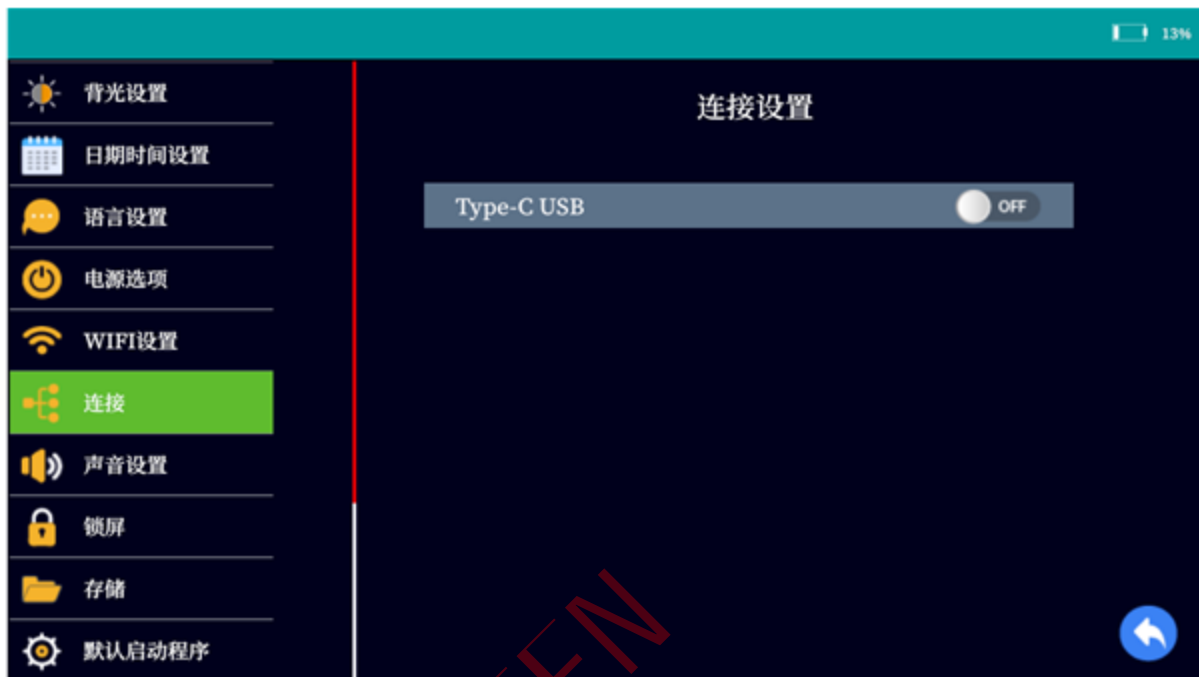 13%
背光设置
日期时间设置
语言设置
电源选项
WIFI设置
连接
声音设置
锁屏
存储
默认启动程序
连接设置
Type-C USB
OFF